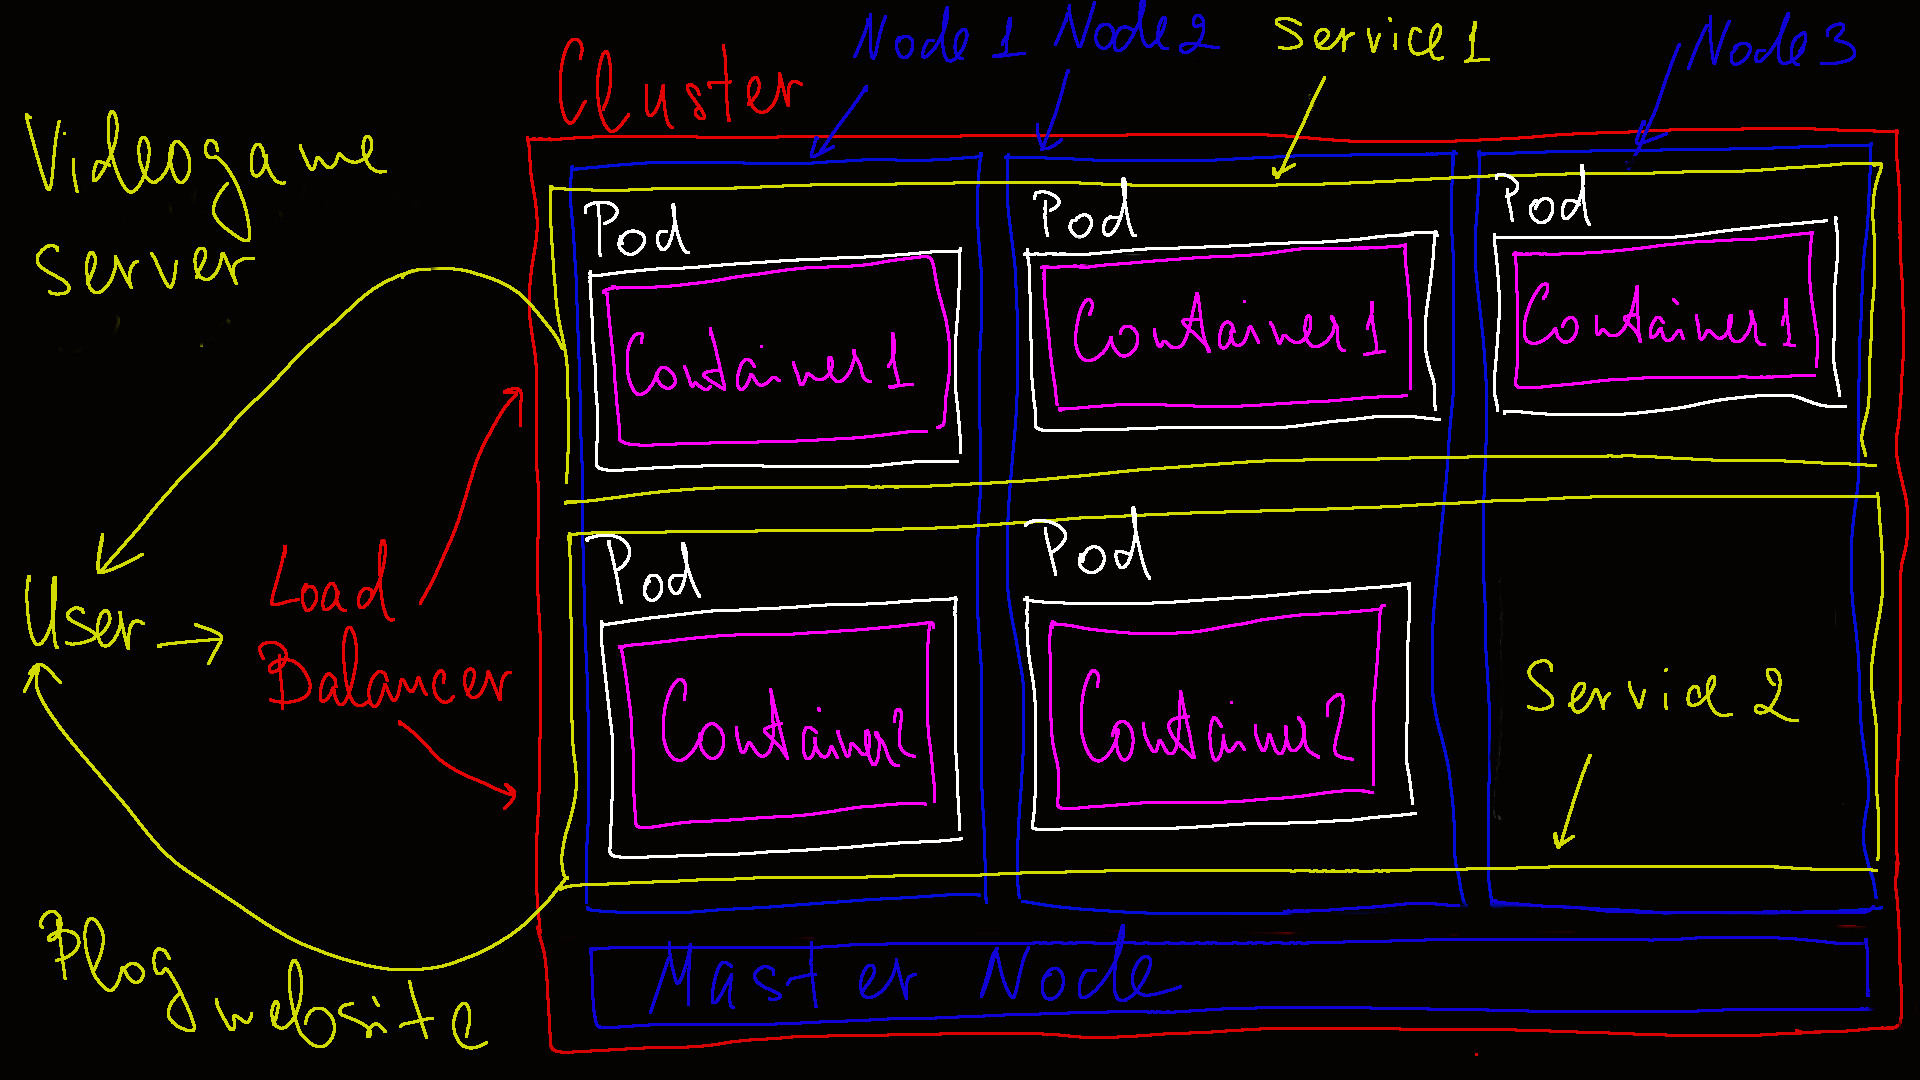 Node 1 Node 2 Service 1 Node 3
Cluster
Videogame
server
Pod Pod Pod
Container 1 Container 1 Container 1
Pod Pod
Container 2 Container 2
Service 2
User
Load
Balancer
Blog
website
Master Node